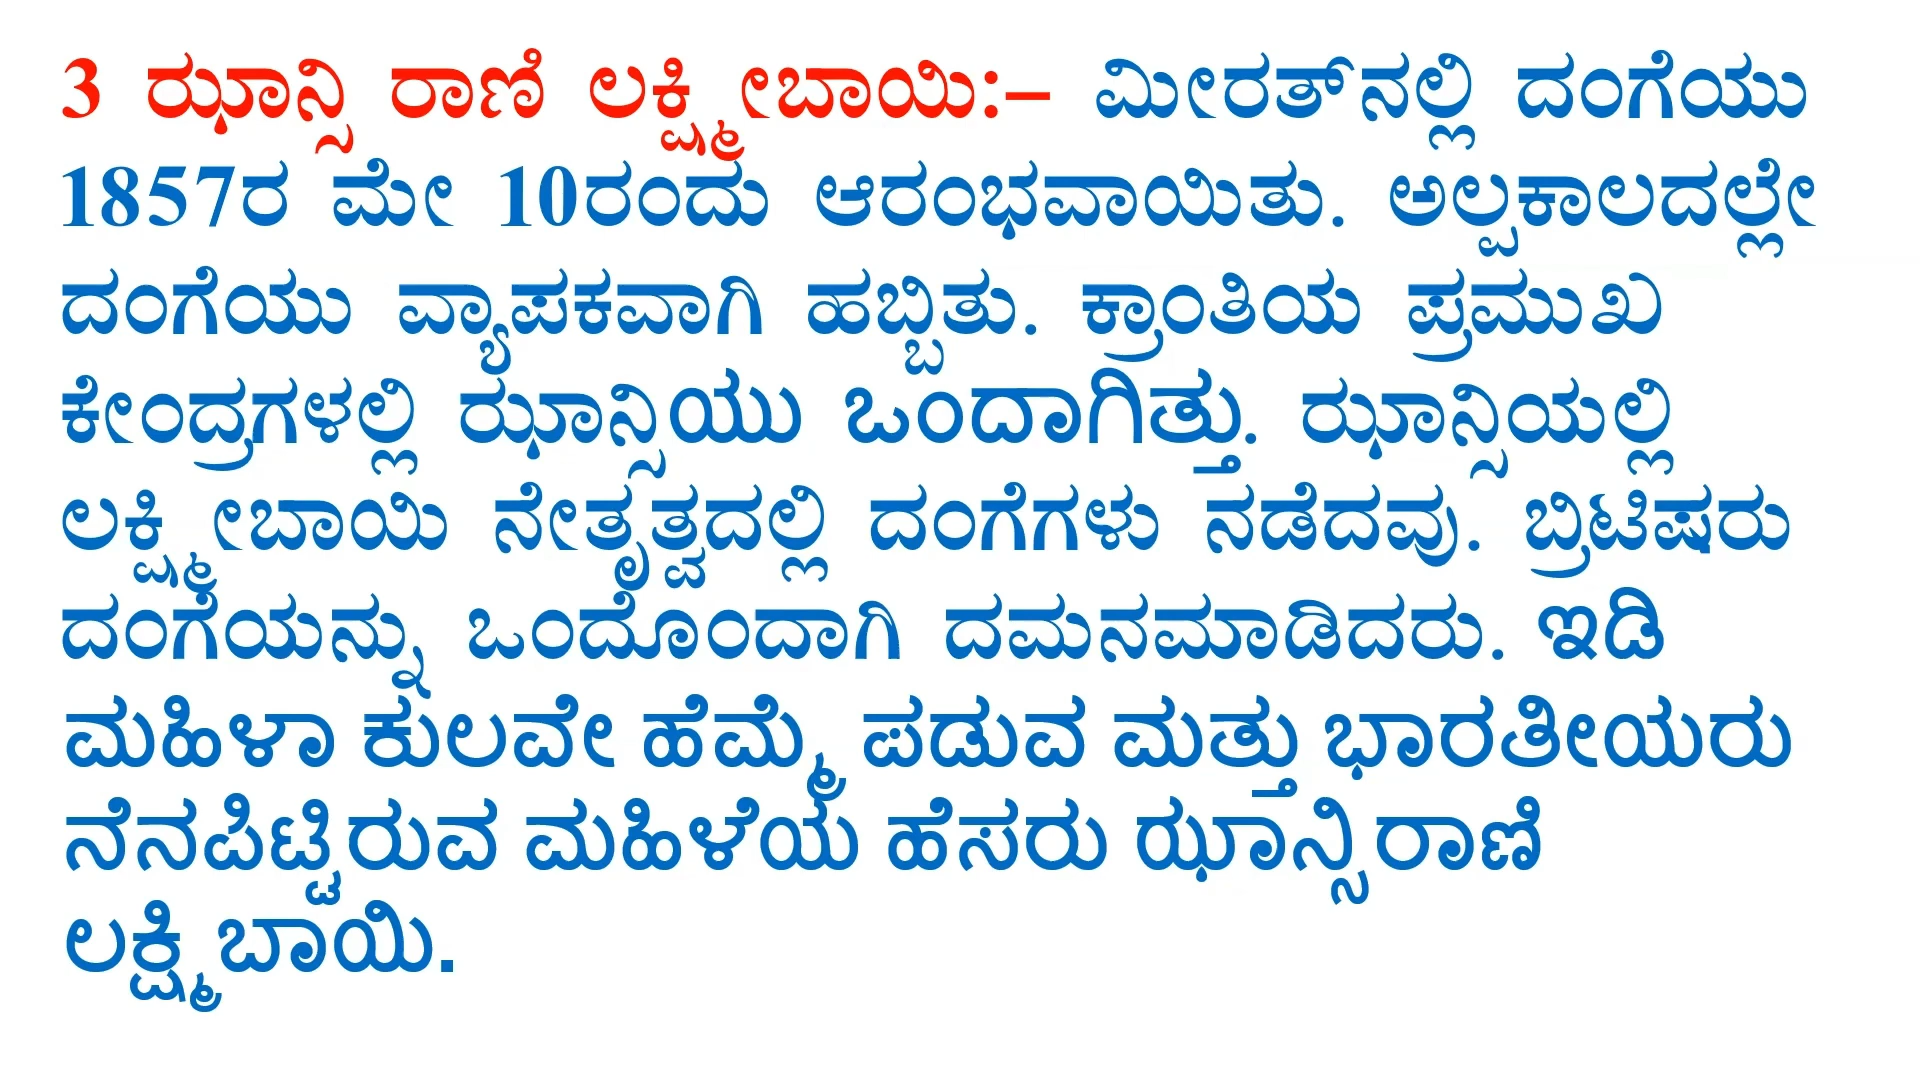 3 ಝಾನ್ಸಿ ರಾಣಿ ಲಕ್ಷ್ಮೀಬಾಯಿ:– ಮೀರತ್‌ನಲ್ಲಿ ದಂಗೆಯು
1857ರ ಮೇ 10ರಂದು ಆರಂಭವಾಯಿತು. ಅಲ್ಪಕಾಲದಲ್ಲೇ
ದಂಗೆಯು ವ್ಯಾಪಕವಾಗಿ ಹಬ್ಬಿತು. ಕ್ರಾಂತಿಯ ಪ್ರಮುಖ
ಕೇಂದ್ರಗಳಲ್ಲಿ ಝಾನ್ಸಿಯು ಒಂದಾಗಿತ್ತು. ಝಾನ್ಸಿಯಲ್ಲಿ
ಲಕ್ಷ್ಮೀಬಾಯಿ ನೇತೃತ್ವದಲ್ಲಿ ದಂಗೆಗಳು ನಡೆದವು. ಬ್ರಿಟಿಷರು
ದಂಗೆಯನ್ನು ಒಂದೊಂದಾಗಿ ದಮನಮಾಡಿದರು. ಇಡಿ
ಮಹಿಳಾ ಕುಲವೇ ಹೆಮ್ಮೆ ಪಡುವ ಮತ್ತು ಭಾರತೀಯರು
ನೆನಪಿಟ್ಟಿರುವ ಮಹಿಳೆಯ ಹೆಸರು ಝಾನ್ಸಿರಾಣಿ
ಲಕ್ಷ್ಮಿಬಾಯಿ.